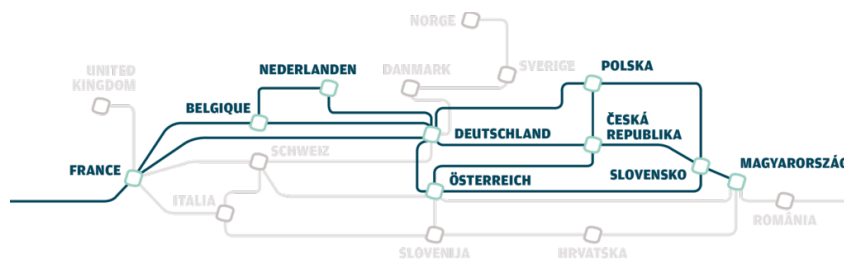 NORGE
SVERIGE
UNITED
KINGDOM
NEDERLANDEN
DANMARK
POLSKA
BELGIQUE
DEUTSCHLAND
ČESKÁ
REPUBLIKA
FRANCE
SCHWEIZ
ÖSTERREICH
SLOVENSKO
MAGYARORSZÁG
ITALIA
ROMÂNIA
SLOVENIJA
HRVATSKA